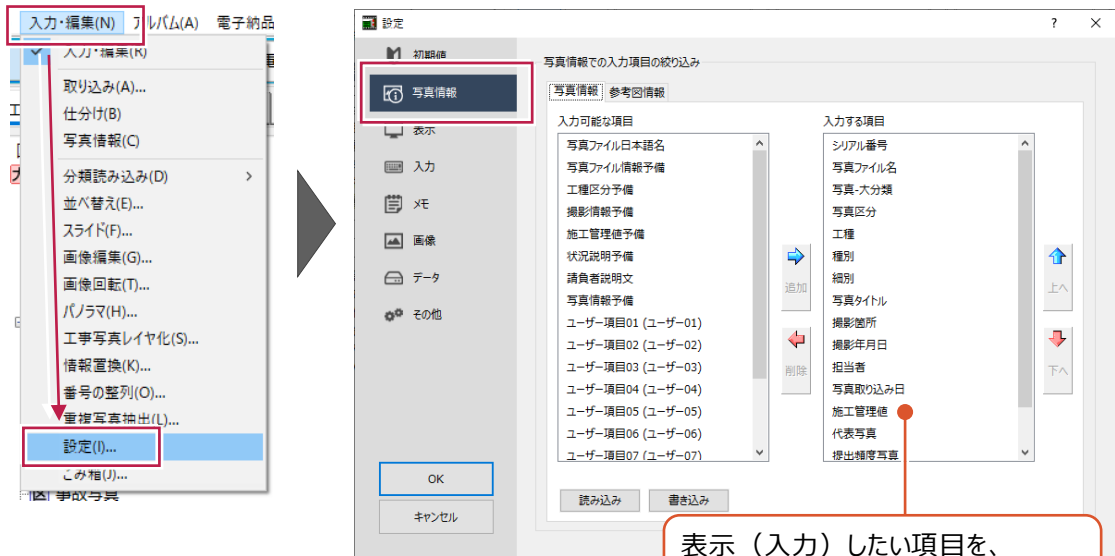 入力・編集(N) アルバム(A) 電子納品
入力・編集(R)
取り込み(A)...
仕分け(B)
写真情報(C)
分類読み込み(D) >
並べ替え(E)...
スライド(F)...
画像編集(G)...
画像回転(T)...
パノラマ(H)...
工事写真レイヤ化(S)...
情報置換(K)...
番号の整列(O)...
重複写真抽出(L)...
設定(I)...
ごみ箱(J)...
事故写真
設定
? ×
初期値
写真情報
表示
入力
メモ
画像
データ
その他
OK
キャンセル
写真情報での入力項目の絞り込み
写真情報 参考図情報
入力可能な項目
写真ファイル日本語名
写真ファイル情報予備
工種区分予備
撮影情報予備
施工管理値予備
状況説明予備
請負者説明文
写真情報予備
ユーザー項目01 (ユーザー01)
ユーザー項目02 (ユーザー02)
ユーザー項目03 (ユーザー03)
ユーザー項目04 (ユーザー04)
ユーザー項目05 (ユーザー05)
ユーザー項目06 (ユーザー06)
ユーザー項目07 (ユーザー07)
追加
削除
入力する項目
シリアル番号
写真ファイル名
写真-大分類
写真区分
工種
種別
細別
写真タイトル
撮影箇所
撮影年月日
担当者
写真取り込み日
施工管理値
代表写真
提出頻度写真
上へ
下へ
読み込み 書き込み
表示（入力）したい項目を、